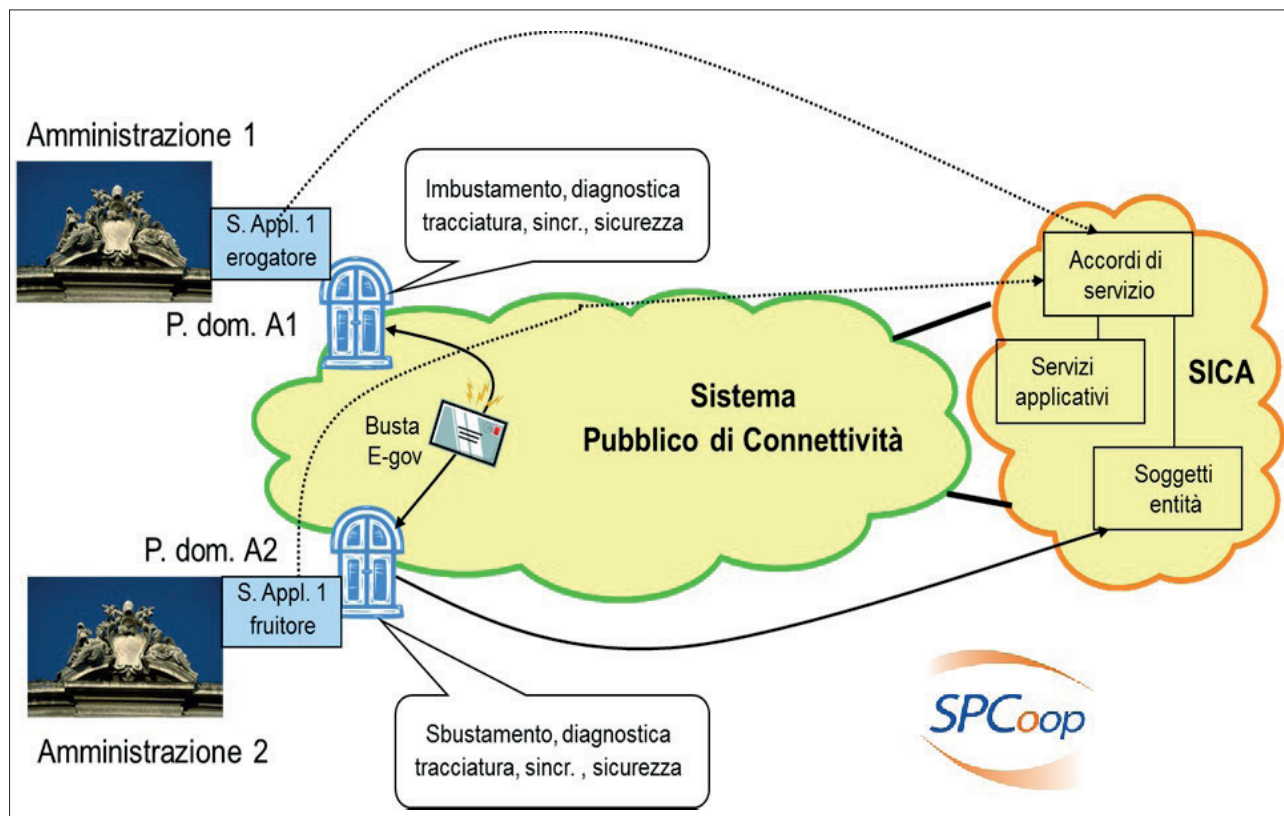 Amministrazione 1
S. Appl. 1
erogatore
P. dom. A1
Imbustamento, diagnostica
tracciatura, sincr., sicurezza
Accordi di
servizio
Servizi
applicativi
SICA
Soggetti
entità
Sistema
Pubblico di Connettività
Busta
E-gov
P. dom. A2
S. Appl. 1
fruitore
Amministrazione 2
Sbustamento, diagnostica
tracciatura, sincr. , sicurezza
SPCoop